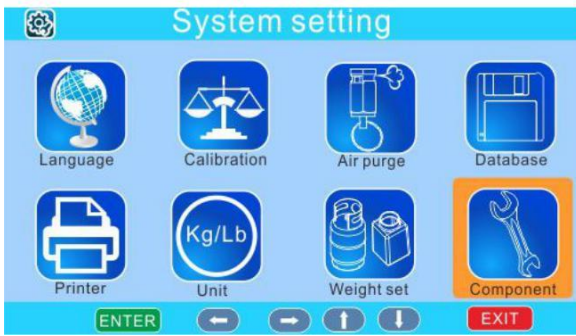 System setting
Language Calibration Air purge Database
Kg/Lb
Printer Unit Weight set Component
ENTER EXIT